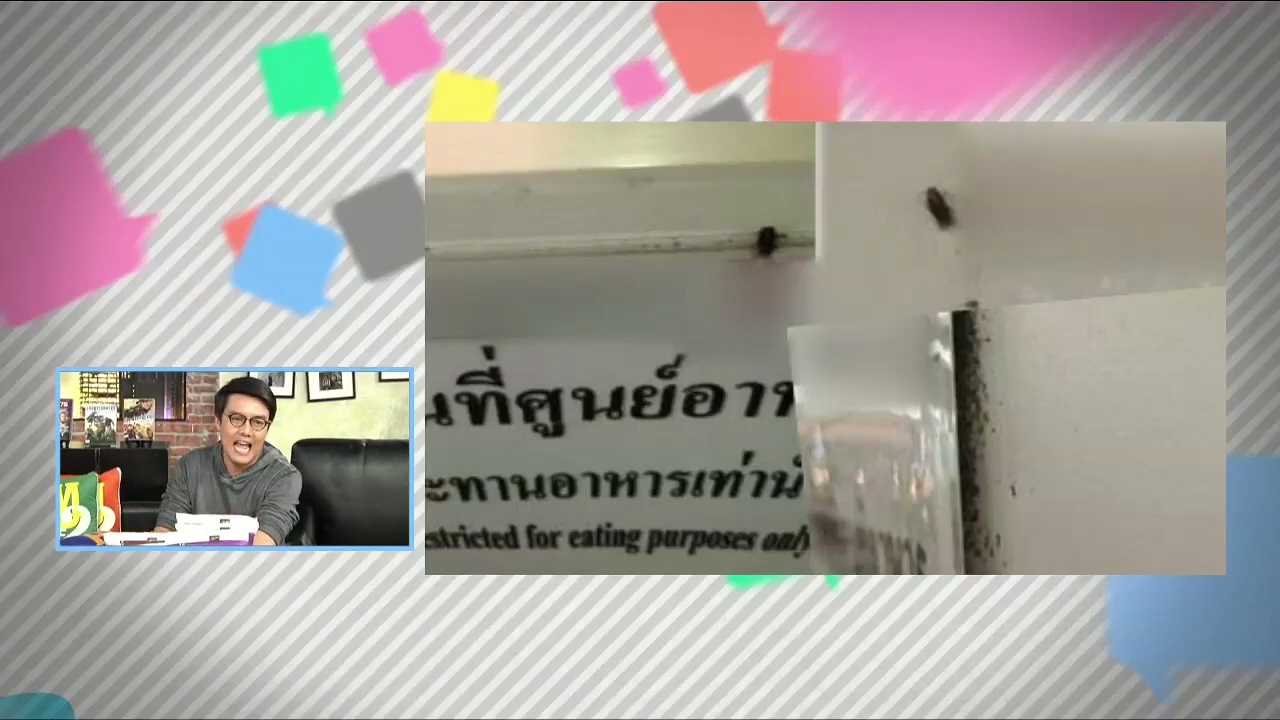 นที่ศูนย์อาห
ะทานอาหารเท่านั
stricted for eating purposes only